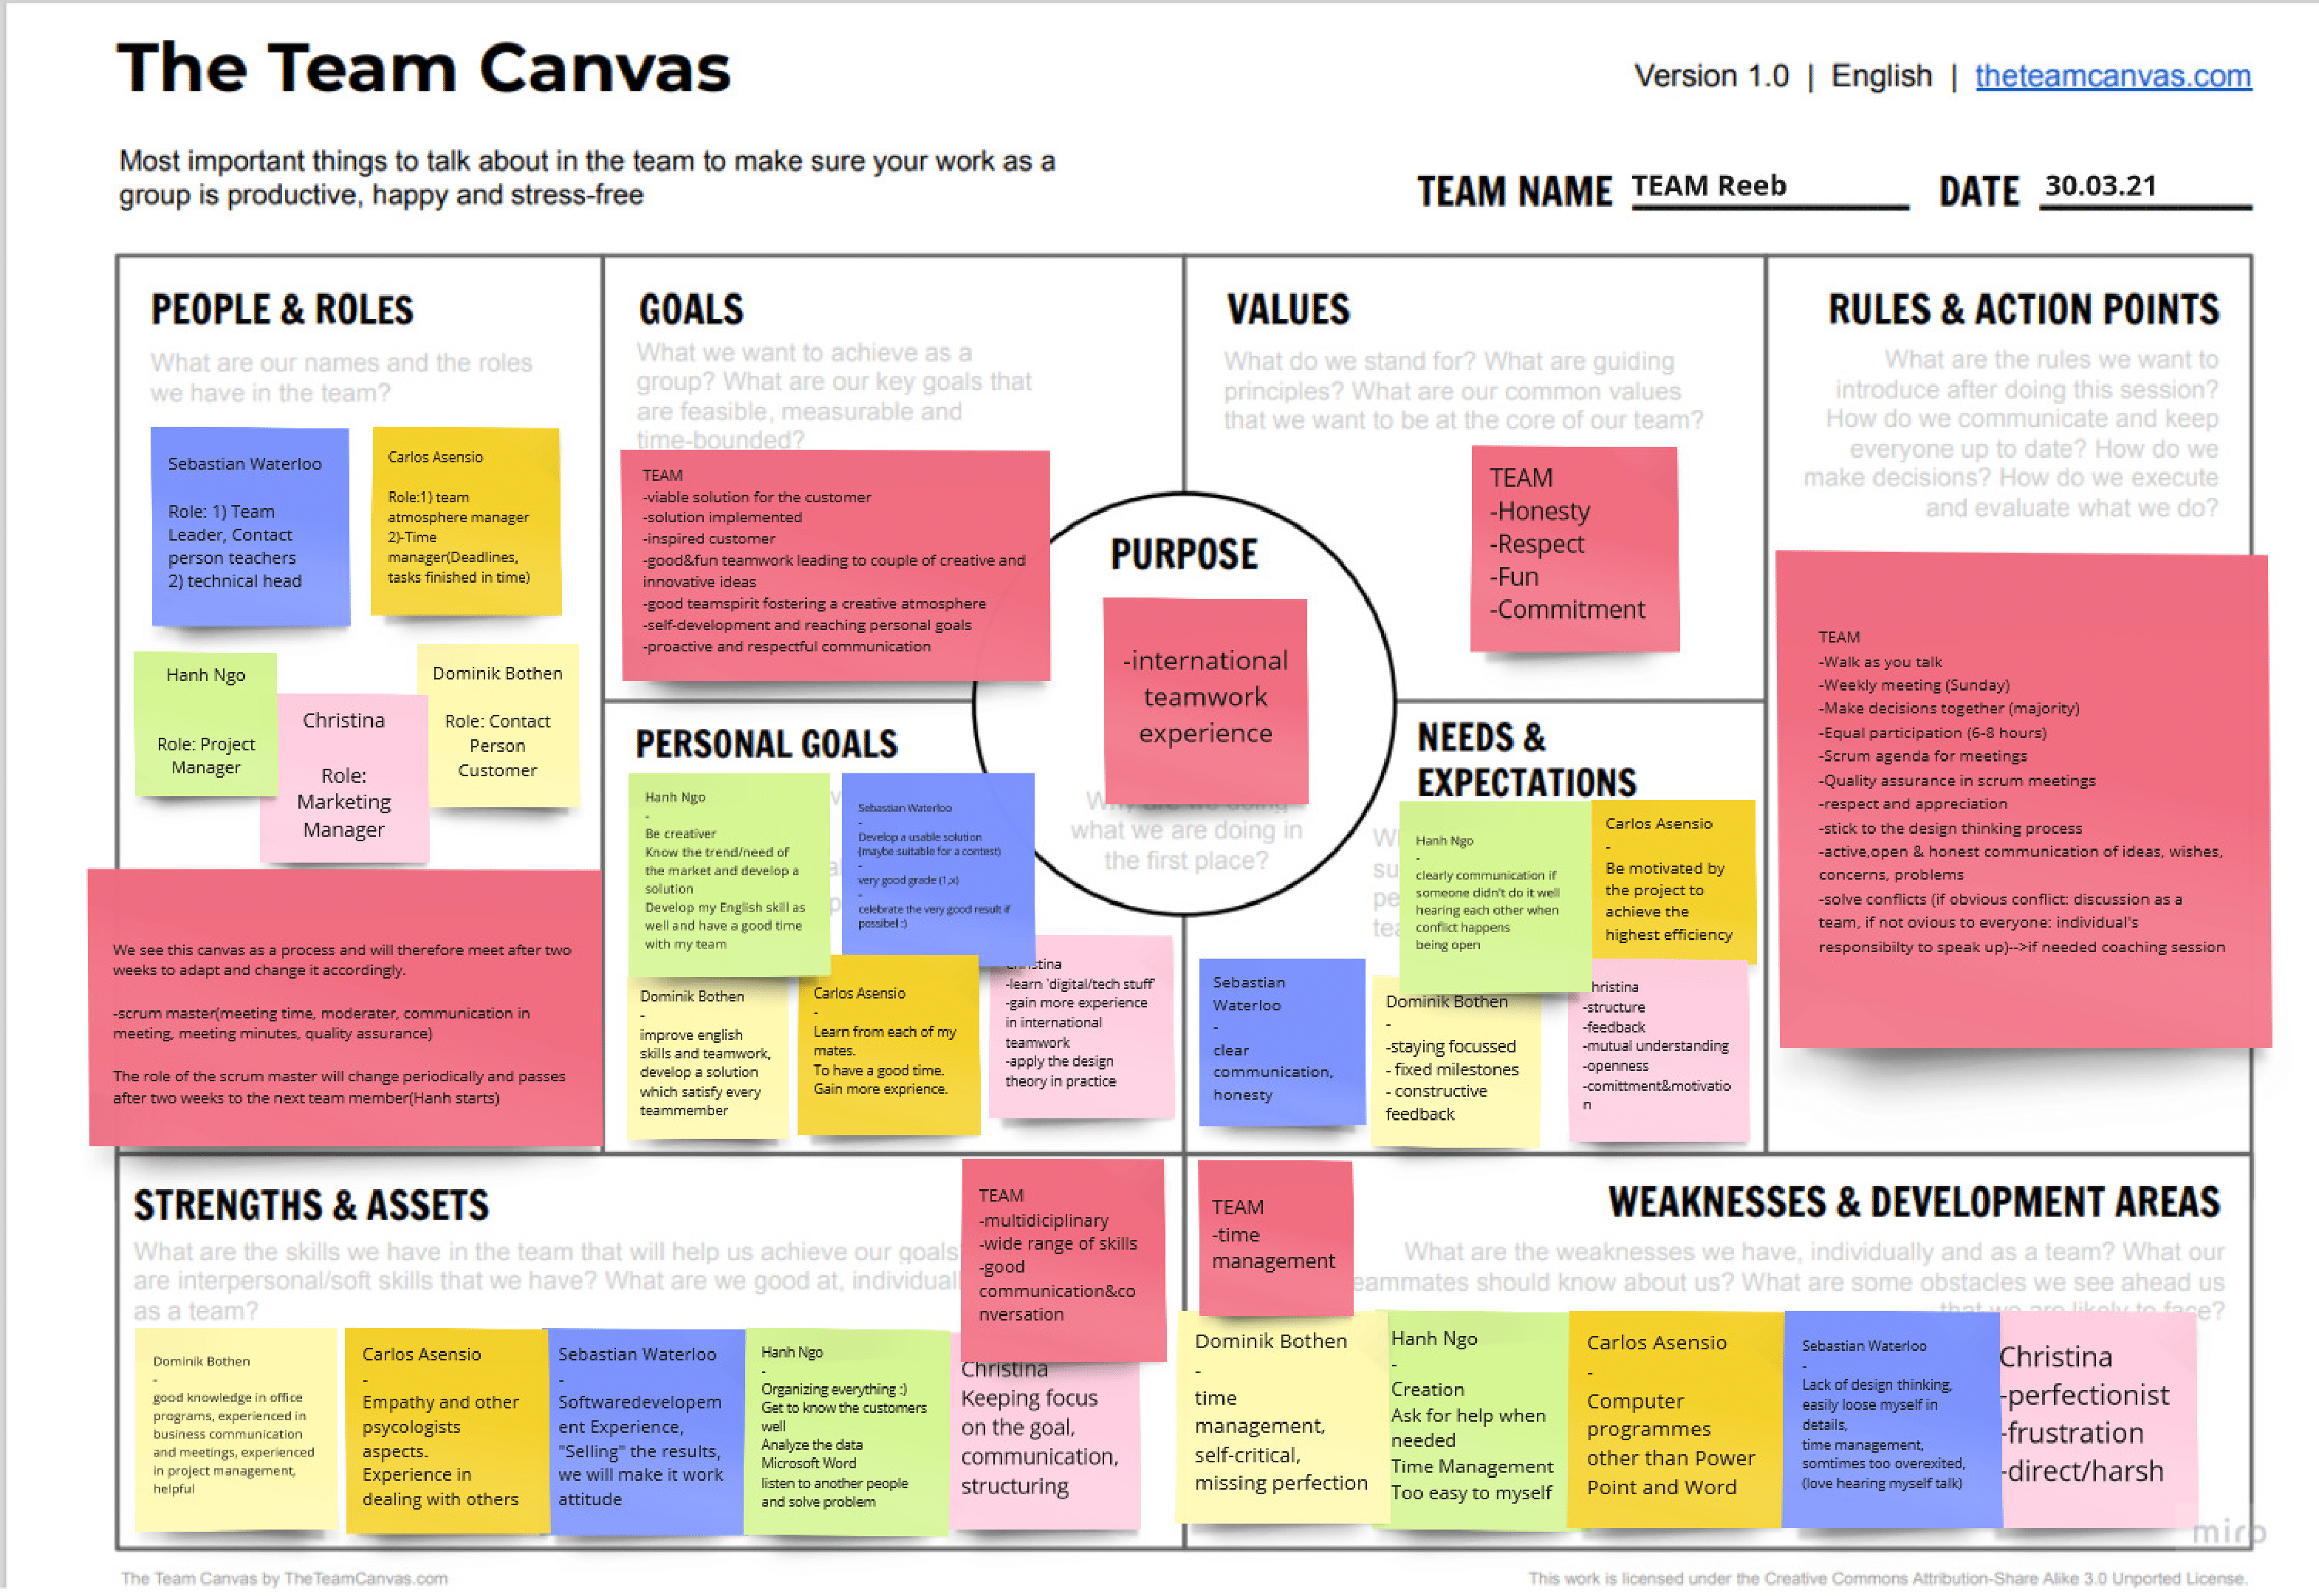 The Team Canvas
Version 1.0 | English | theteamcanvas.com
Most important things to talk about in the team to make sure your work as a
group is productive, happy and stress-free
TEAM NAME TEAM Reeb DATE 30.03.21
PEOPLE & ROLES
What are our names and the roles
we have in the team?
Sebastian Waterloo
Role: 1) Team
Leader, Contact
person teachers
2) technical head
Carlos Asensio
Role:1) team
atmosphere manager
2)-Time
manager(Deadlines,
tasks finished in time)
Hanh Ngo
Role: Project
Manager
Christina
Role:
Marketing
Manager
Dominik Bothen
Role: Contact
Person
Customer
We see this canvas as a process and will therefore meet after two
weeks to adapt and change it accordingly.
-scrum master(meeting time, moderater, communication in
meeting, meeting minutes, quality assurance)
The role of the scrum master will change periodically and passes
after two weeks to the next team member(Hanh starts)
GOALS
What we want to achieve as a
group? What are our key goals that
are feasible, measurable and
time-bounded?
TEAM
-viable solution for the customer
-solution implemented
-inspired customer
-good&fun teamwork leading to couple of creative and
innovative ideas
-good teamspirit fostering a creative atmosphere
-self-development and reaching personal goals
-proactive and respectful communication
PERSONAL GOALS
Hanh Ngo
-
Be creativer
Know the trend/need of
the market and develop a
solution
Develop my English skill as
well and have a good time
with my team
Sebastian Waterloo
-
Develop a usable solution
(maybe suitable for a contest)
-
very good grade (1,x)
-
celebrate the very good result if
possibel :)
Dominik Bothen
-
improve english
skills and teamwork,
develop a solution
which satisfy every
teammember
Carlos Asensio
-
Learn from each of my
mates.
To have a good time.
Gain more exprience.
Christina
-learn 'digital/tech stuff'
-gain more experience
in international
teamwork
-apply the design
theory in practice
PURPOSE
-international
teamwork
experience
Why are we doing
what we are doing in
the first place?
VALUES
What do we stand for? What are guiding
principles? What are our common values
that we want to be at the core of our team?
TEAM
-Honesty
-Respect
-Fun
-Commitment
NEEDS &
EXPECTATIONS
Hanh Ngo
-
clearly communication if
someone didn't do it well
hearing each other when
conflict happens
being open
Carlos Asensio
-
Be motivated by
the project to
achieve the
highest efficiency
Sebastian
Waterloo
-
clear
communication,
honesty
Dominik Bothen
-
-staying focussed
- fixed milestones
- constructive
feedback
hristina
-structure
-feedback
-mutual understanding
-openness
-comittment&motivatio
n
RULES & ACTION POINTS
What are the rules we want to
introduce after doing this session?
How do we communicate and keep
everyone up to date? How do we
make decisions? How do we execute
and evaluate what we do?
TEAM
-Walk as you talk
-Weekly meeting (Sunday)
-Make decisions together (majority)
-Equal participation (6-8 hours)
-Scrum agenda for meetings
-Quality assurance in scrum meetings
-respect and appreciation
-stick to the design thinking process
-active,open & honest communication of ideas, wishes,
concerns, problems
-solve conflicts (if obvious conflict: discussion as a
team, if not ovious to everyone: individual's
responsibilty to speak up)-->if needed coaching session
STRENGTHS & ASSETS
What are the skills we have in the team that will help us achieve our goals
are interpersonal/soft skills that we have? What are we good at, individuall
as a team?
TEAM
-multidiciplinary
-wide range of skills
-good
communication&co
nversation
Dominik Bothen
-
good knowledge in office
programs, experienced in
business communication
and meetings, experienced
in project management,
helpful
Carlos Asensio
-
Empathy and other
psycologists
aspects.
Experience in
dealing with others
Sebastian Waterloo
-
Softwaredevelopem
ent Experience,
"Selling" the results,
we will make it work
attitude
Hanh Ngo
-
Organizing everything :)
Get to know the customers
well
Analyze the data
Microsoft Word
listen to another people
and solve problem
Christina
Keeping focus
on the goal,
communication,
structuring
WEAKNESSES & DEVELOPMENT AREAS
What are the weaknesses we have, individually and as a team? What our
eammates should know about us? What are some obstacles we see ahead us
that we are likely to face?
TEAM
-time
management
Dominik Bothen
-
time
management,
self-critical,
missing perfection
Hanh Ngo
-
Creation
Ask for help when
needed
Time Management
Too easy to myself
Carlos Asensio
-
Computer
programmes
other than Power
Point and Word
Sebastian Waterloo
-
Lack of design thinking,
easily loose myself in
details,
time management,
somtimes too overexited,
(love hearing myself talk)
Christina
-perfectionist
-frustration
-direct/harsh
miro
The Team Canvas by TheTeamCanvas.com
This work is licensed under the Creative Commons Attribution-Share Alike 3.0 Unported License.